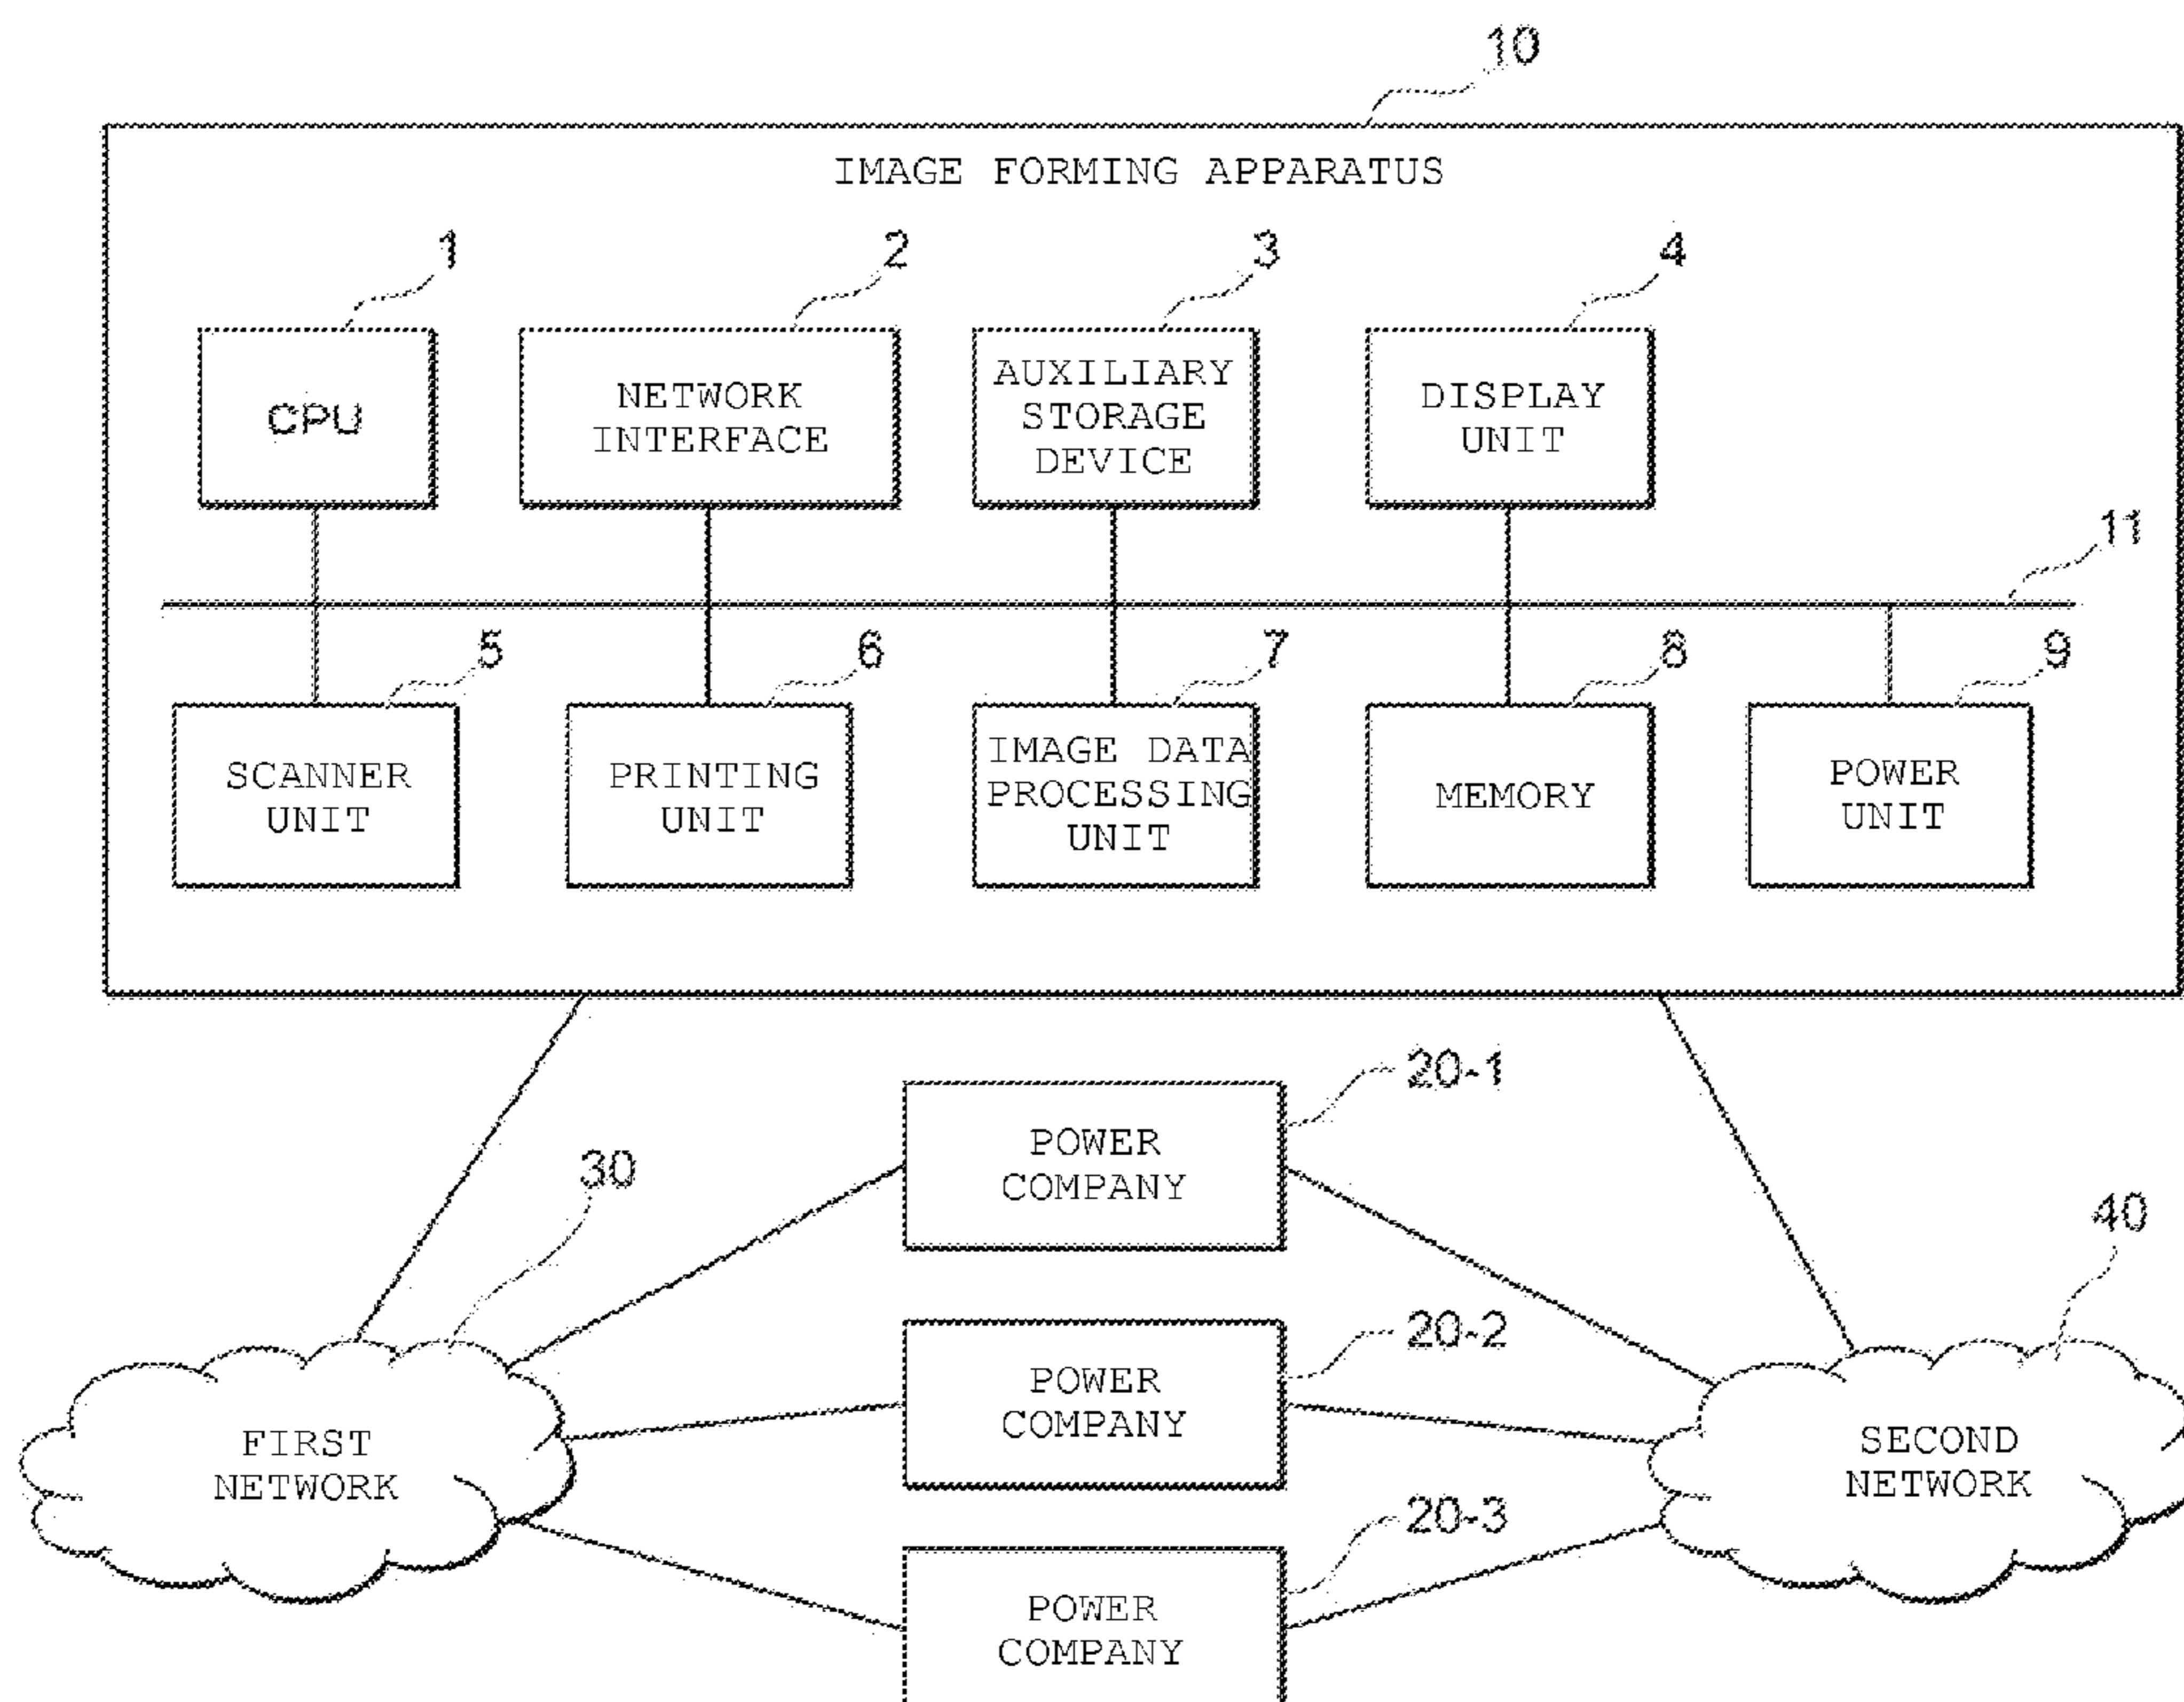 10
IMAGE FORMING APPARATUS
1
2
3
4
CPU
NETWORK
INTERFACE
AUXILIARY
STORAGE
DEVICE
DISPLAY
UNIT
11
5
6
7
8
9
SCANNER
UNIT
PRINTING
UNIT
IMAGE DATA
PROCESSING
UNIT
MEMORY
POWER
UNIT
20-1
POWER
COMPANY
30
40
20-2
POWER
COMPANY
FIRST
NETWORK
SECOND
NETWORK
20-3
POWER
COMPANY